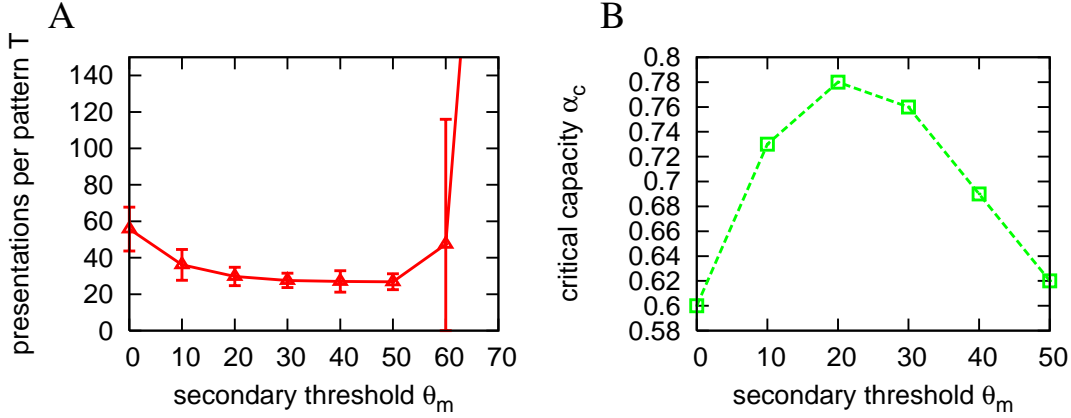 A
presentations per pattern T
140
120
100
80
60
40
20
0
0 10 20 30 40 50 60 70
secondary threshold θm
B
critical capacity αc
0.8
0.78
0.76
0.74
0.72
0.7
0.68
0.66
0.64
0.62
0.6
0.58
0 10 20 30 40 50
secondary threshold θm